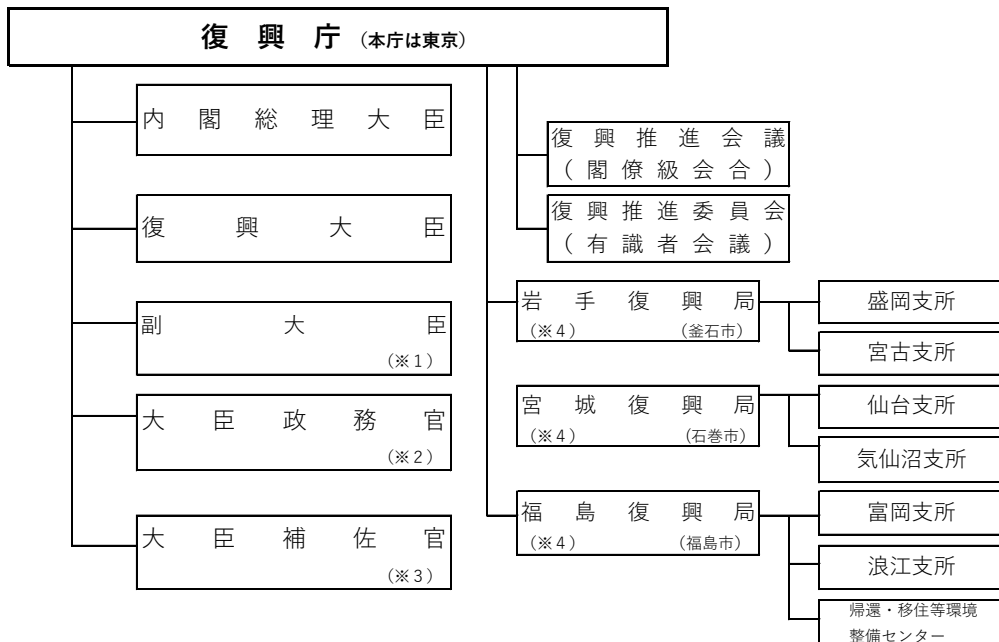 復興庁 (本庁は東京)
内閣総理大臣
復興大臣
副大臣
(※1)
大臣政務官
(※2)
大臣補佐官
(※3)
復興推進会議
(閣僚級会合)
復興推進委員会
(有識者会議)
岩手復興局
(※4) (釜石市)
盛岡支所
宮古支所
宮城復興局
(※4) (石巻市)
仙台支所
気仙沼支所
福島復興局
(※4) (福島市)
富岡支所
浪江支所
帰還・移住等環境
整備センター